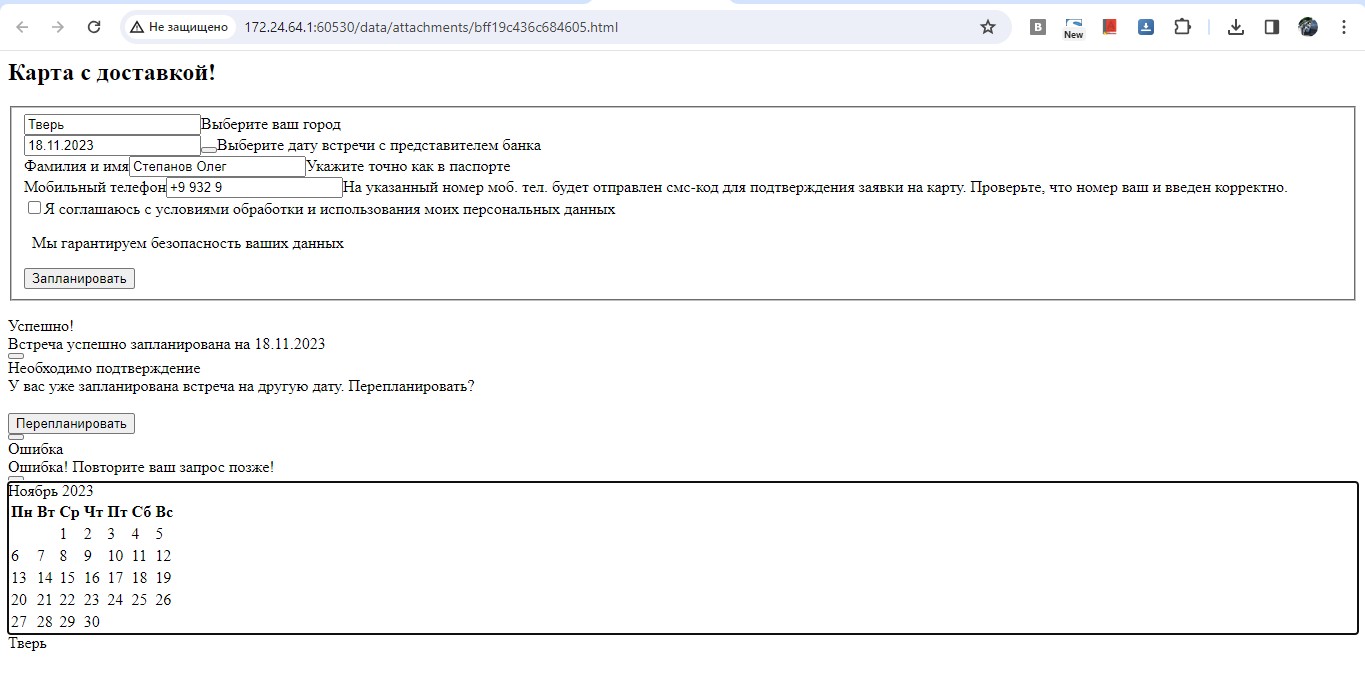 Не защищено
172.24.64.1:60530/data/attachments/bff19c436c684605.html
B
New
Карта с доставкой!
Тверь Выберите ваш город
18.11.2023 Выберите дату встречи с представителем банка
Фамилия и имя Степанов Олег Укажите точно как в паспорте
Мобильный телефон +9 932 9 На указанный номер моб. тел. будет отправлен смс-код для подтверждения заявки на карту. Проверьте, что номер ваш и введен корректно.
Я соглашаюсь с условиями обработки и использования моих персональных данных
Мы гарантируем безопасность ваших данных
Запланировать
Успешно!
Встреча успешно запланирована на 18.11.2023
Необходимо подтверждение
У вас уже запланирована встреча на другую дату. Перепланировать?
Перепланировать
Ошибка
Ошибка! Повторите ваш запрос позже!
Ноябрь 2023
Пн Вт Ср Чт Пт Сб Вс
1 2 3 4 5
6 7 8 9 10 11 12
13 14 15 16 17 18 19
20 21 22 23 24 25 26
27 28 29 30
Тверь